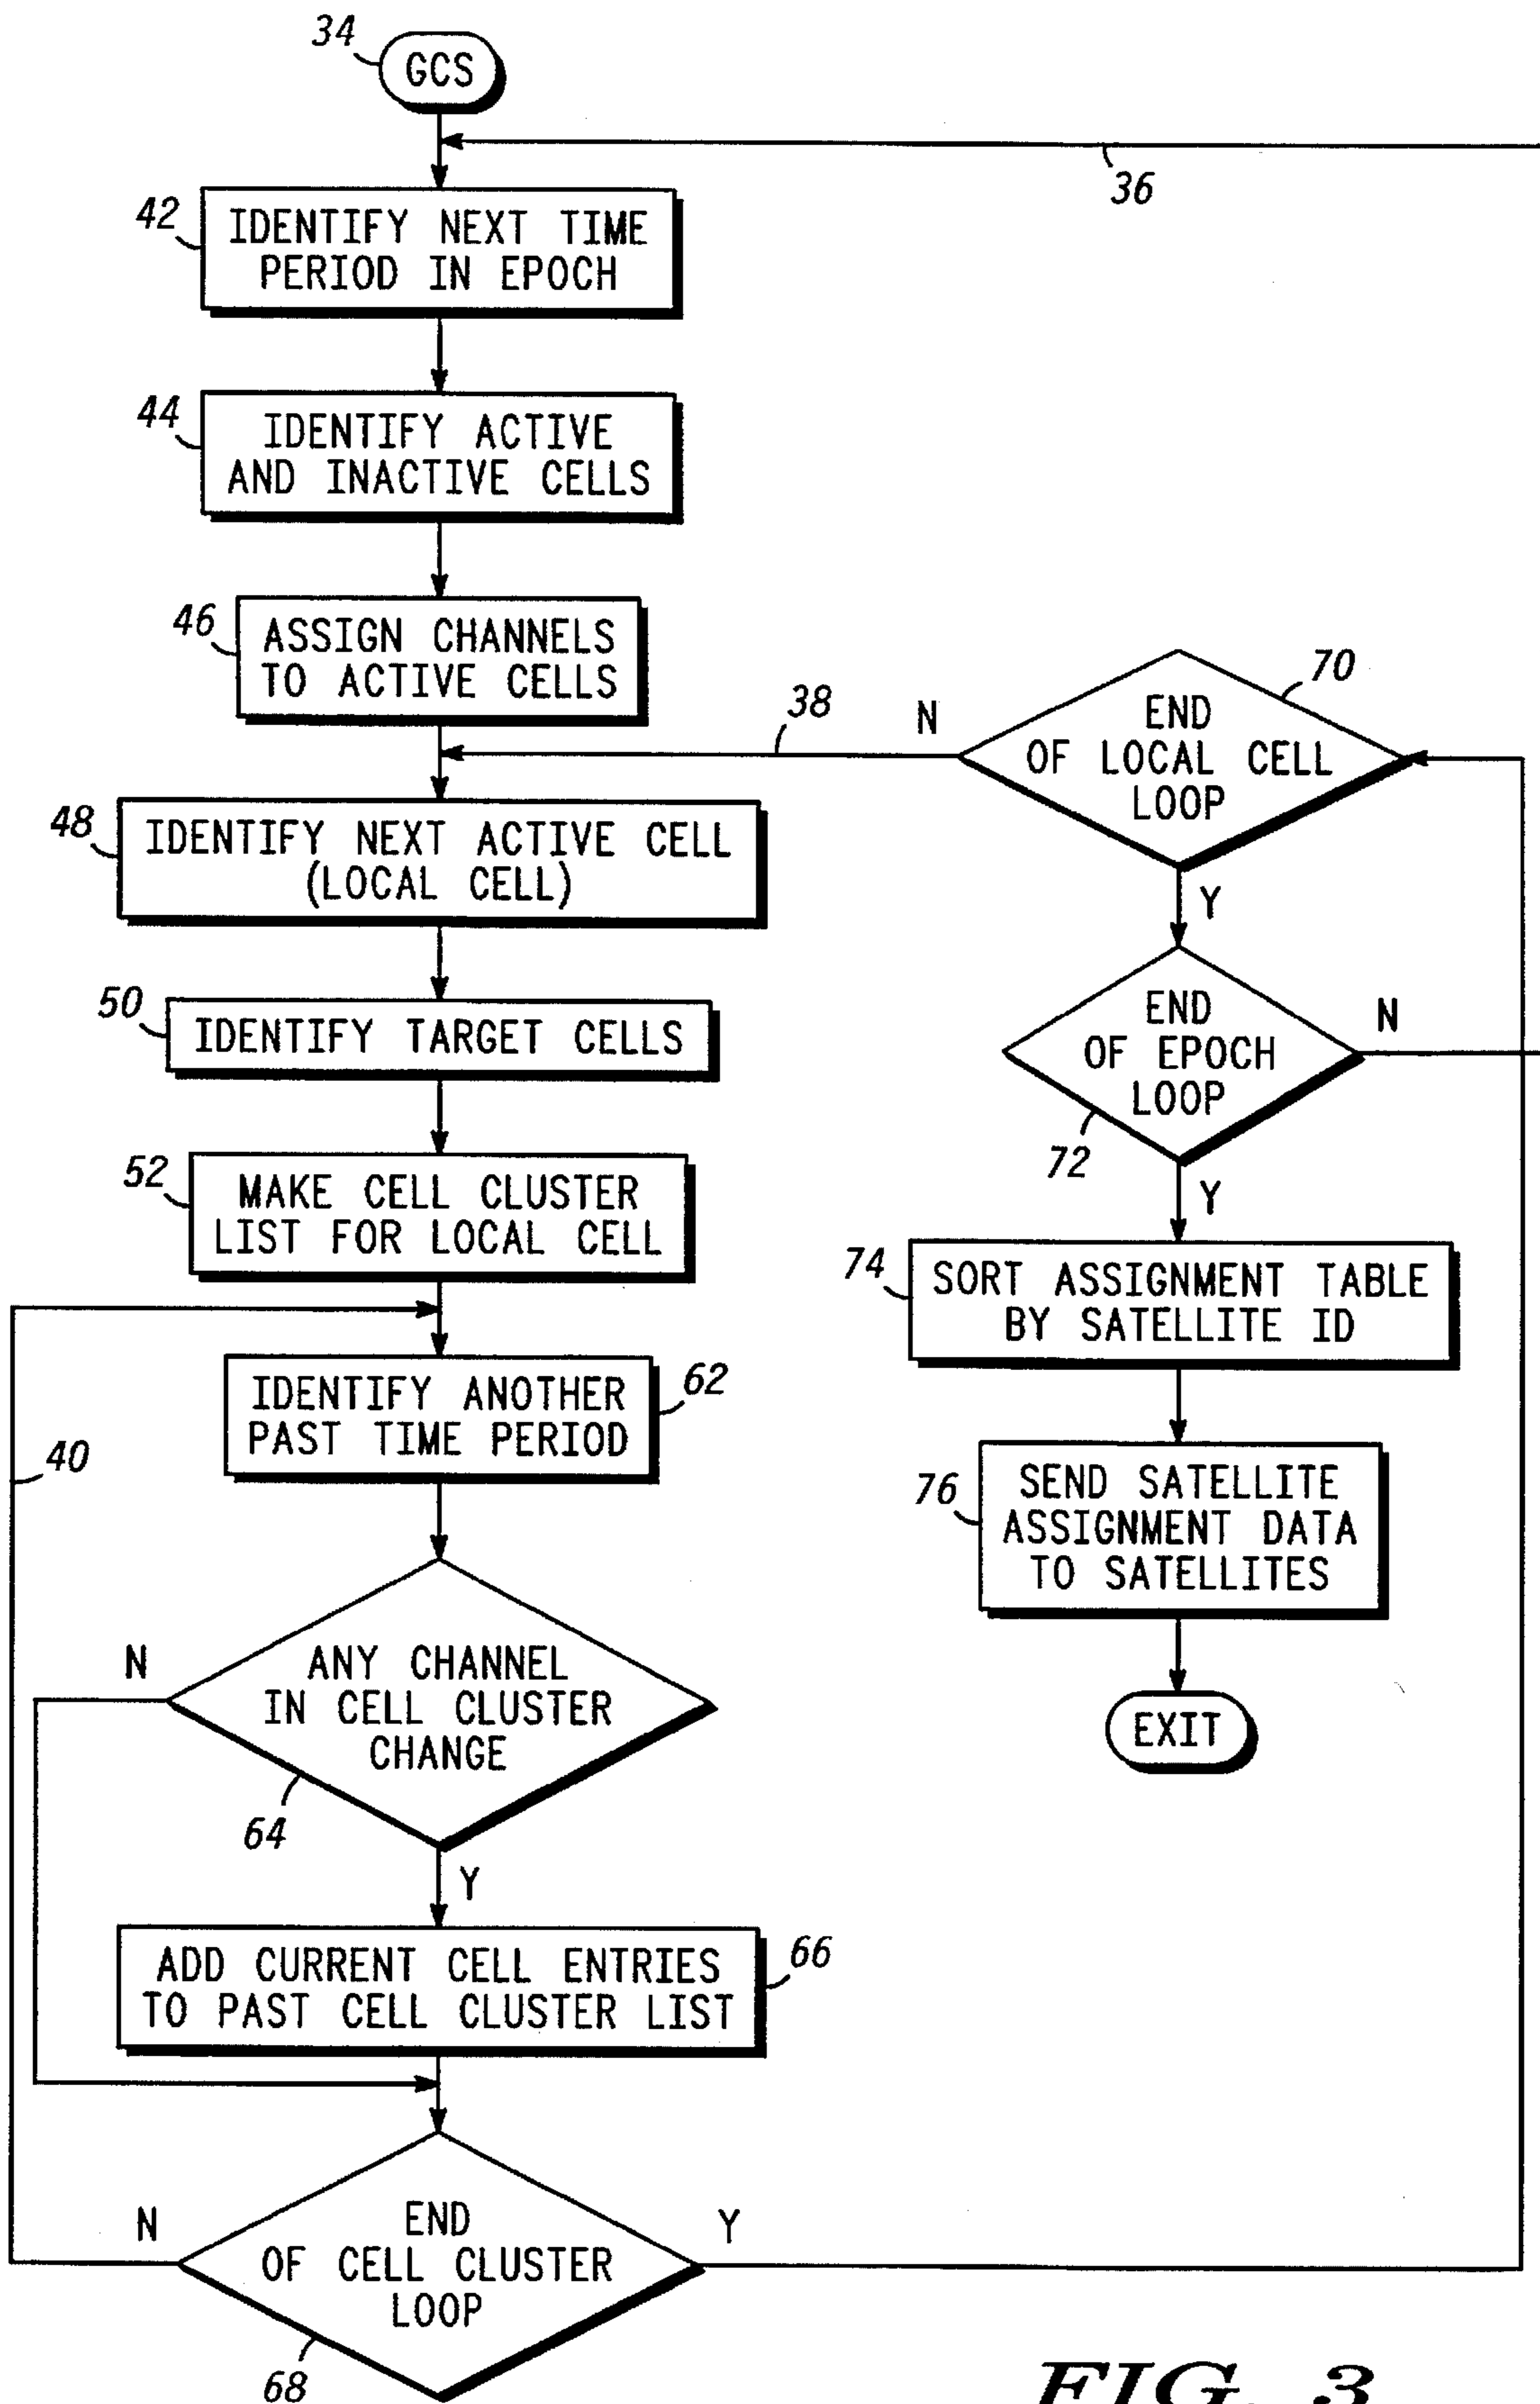 34
GCS
36
42
IDENTIFY NEXT TIME
PERIOD IN EPOCH
44
IDENTIFY ACTIVE
AND INACTIVE CELLS
46
ASSIGN CHANNELS
TO ACTIVE CELLS
38
N
70
END
OF LOCAL CELL
LOOP
Y
48
IDENTIFY NEXT ACTIVE CELL
(LOCAL CELL)
50
IDENTIFY TARGET CELLS
END
OF EPOCH
LOOP
N
72
Y
52
MAKE CELL CLUSTER
LIST FOR LOCAL CELL
74
SORT ASSIGNMENT TABLE
BY SATELLITE ID
62
IDENTIFY ANOTHER
PAST TIME PERIOD
40
76
SEND SATELLITE
ASSIGNMENT DATA
TO SATELLITES
EXIT
N
ANY CHANNEL
IN CELL CLUSTER
CHANGE
64
Y
66
ADD CURRENT CELL ENTRIES
TO PAST CELL CLUSTER LIST
N
END
OF CELL CLUSTER
LOOP
Y
68
FIG. 3